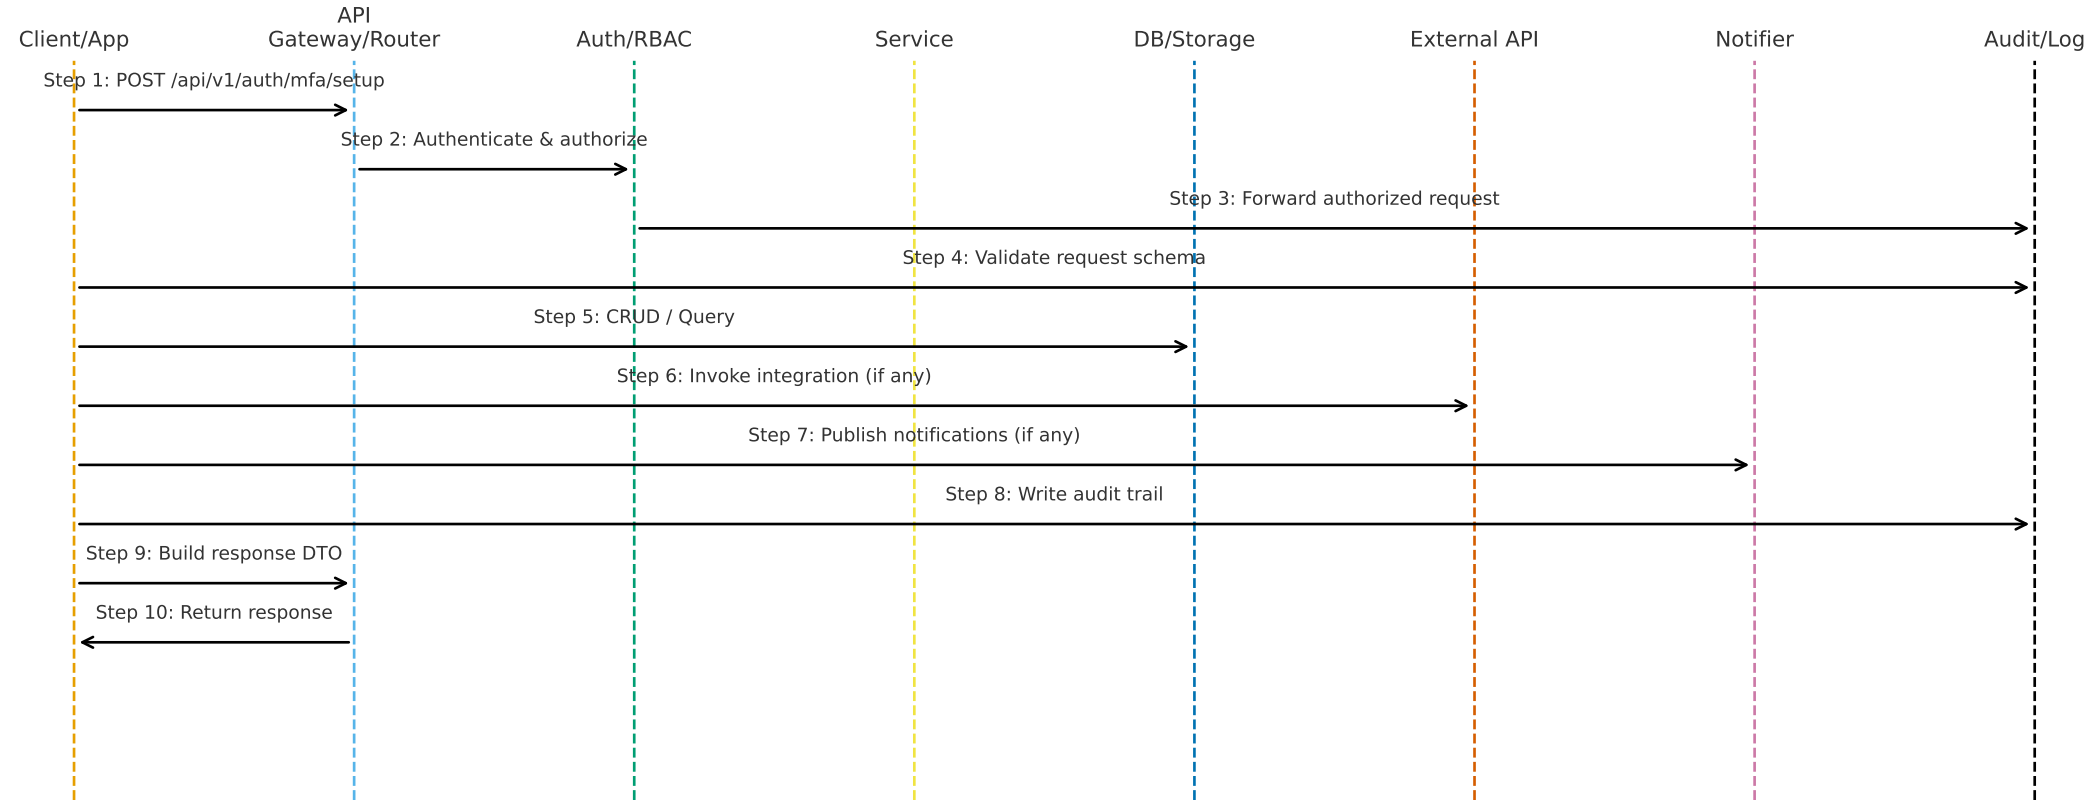 API
Client/App Gateway/Router Auth/RBAC Service DB/Storage External API Notifier Audit/Log
Step 1: POST /api/v1/auth/mfa/setup
Step 2: Authenticate & authorize
Step 3: Forward authorized request
Step 4: Validate request schema
Step 5: CRUD / Query
Step 6: Invoke integration (if any)
Step 7: Publish notifications (if any)
Step 8: Write audit trail
Step 9: Build response DTO
Step 10: Return response